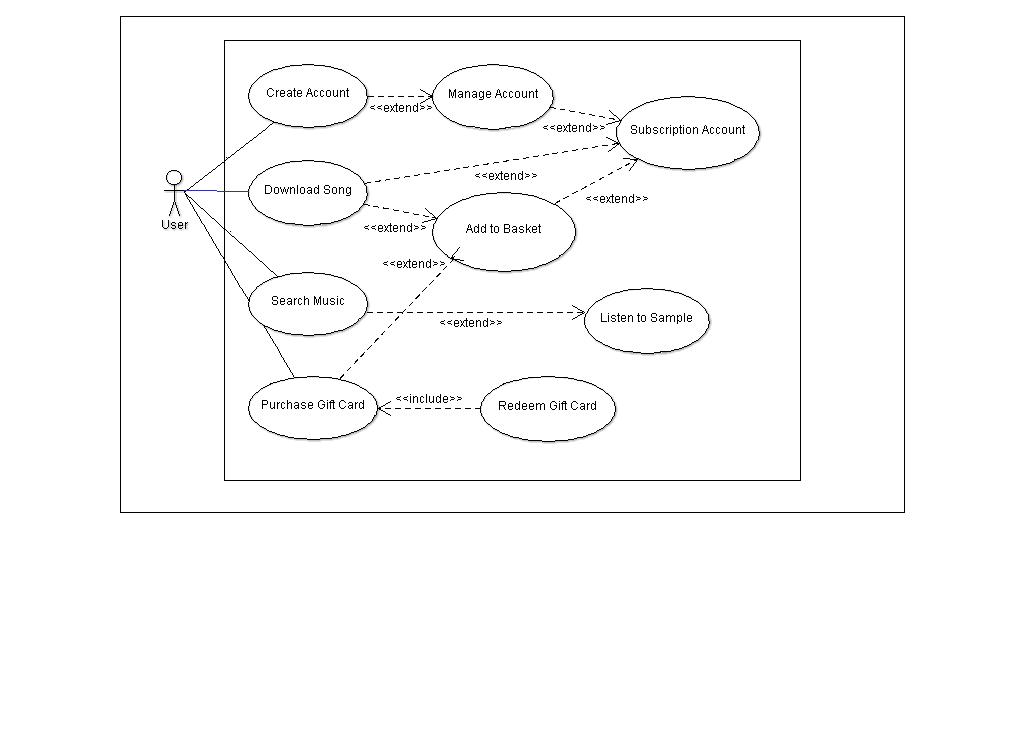 Create Account
<<extend>>
Manage Account
<<extend>>
Subscription Account
Download Song
<<extend>>
<<extend>>
<<extend>>
User
Add to Basket
<<extend>>
Search Music
<<extend>>
Listen to Sample
Purchase Gift Card
<<include>>
Redeem Gift Card